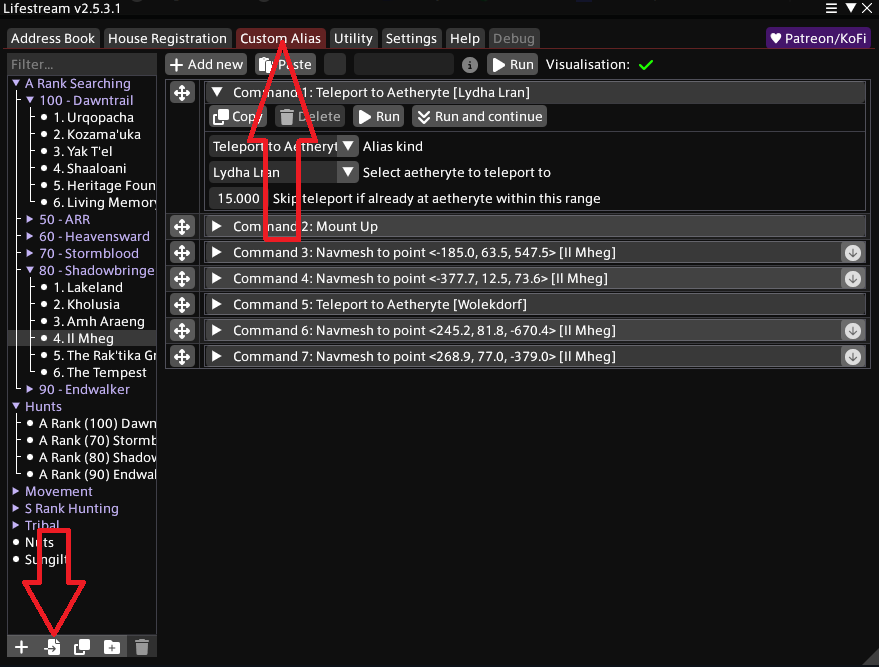 Lifestream v2.5.3.1
Address Book House Registration Custom Alias Utility Settings Help Debug Patreon/KoFi
Filter... Add new Paste Run Visualisation:
A Rank Searching
100 - Dawntrail
1. Urqopacha
2. Kozama'uka
3. Yak T'el
4. Shaaloani
5. Heritage Foun
6. Living Memory
50 - ARR
60 - Heavensward
70 - Stormblood
80 - Shadowbringe
1. Lakeland
2. Kholusia
3. Amh Araeng
4. Il Mheg
5. The Rak'tika Gr
6. The Tempest
90 - Endwalker
Hunts
A Rank (100) Dawn
A Rank (70) Stormb
A Rank (80) Shadov
A Rank (90) Endwal
Movement
S Rank Hunting
Tribal
Nuts
Sungilt
Command 1: Teleport to Aetheryte [Lydha Lran]
Copy Delete Run Run and continue
Teleport to Aetheryt Alias kind
Lydha Lran Select aetheryte to teleport to
15.000 Skip teleport if already at aetheryte within this range
Command 2: Mount Up
Command 3: Navmesh to point <-185.0, 63.5, 547.5> [Il Mheg]
Command 4: Navmesh to point <-377.7, 12.5, 73.6> [Il Mheg]
Command 5: Teleport to Aetheryte [Wolekdorf]
Command 6: Navmesh to point <245.2, 81.8, -670.4> [Il Mheg]
Command 7: Navmesh to point <268.9, 77.0, -379.0> [Il Mheg]